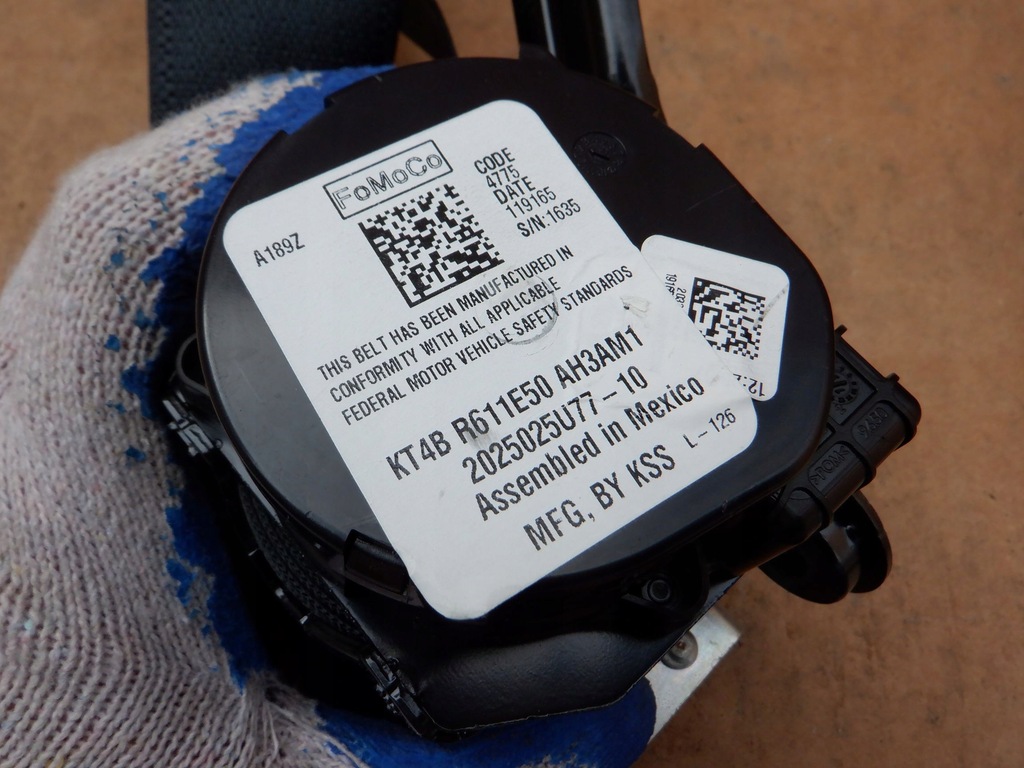 FoMoCo
CODE
4775
DATE
119165
S/N:1635
A189Z
THIS BELT HAS BEEN MANUFACTURED IN
CONFORMITY WITH ALL APPLICABLE
FEDERAL MOTOR VEHICLE SAFETY STANDARDS
KT4B R611E50 AH3AM1
2025025U77-10
Assembled in Mexico
MFG, BY KSS L-126